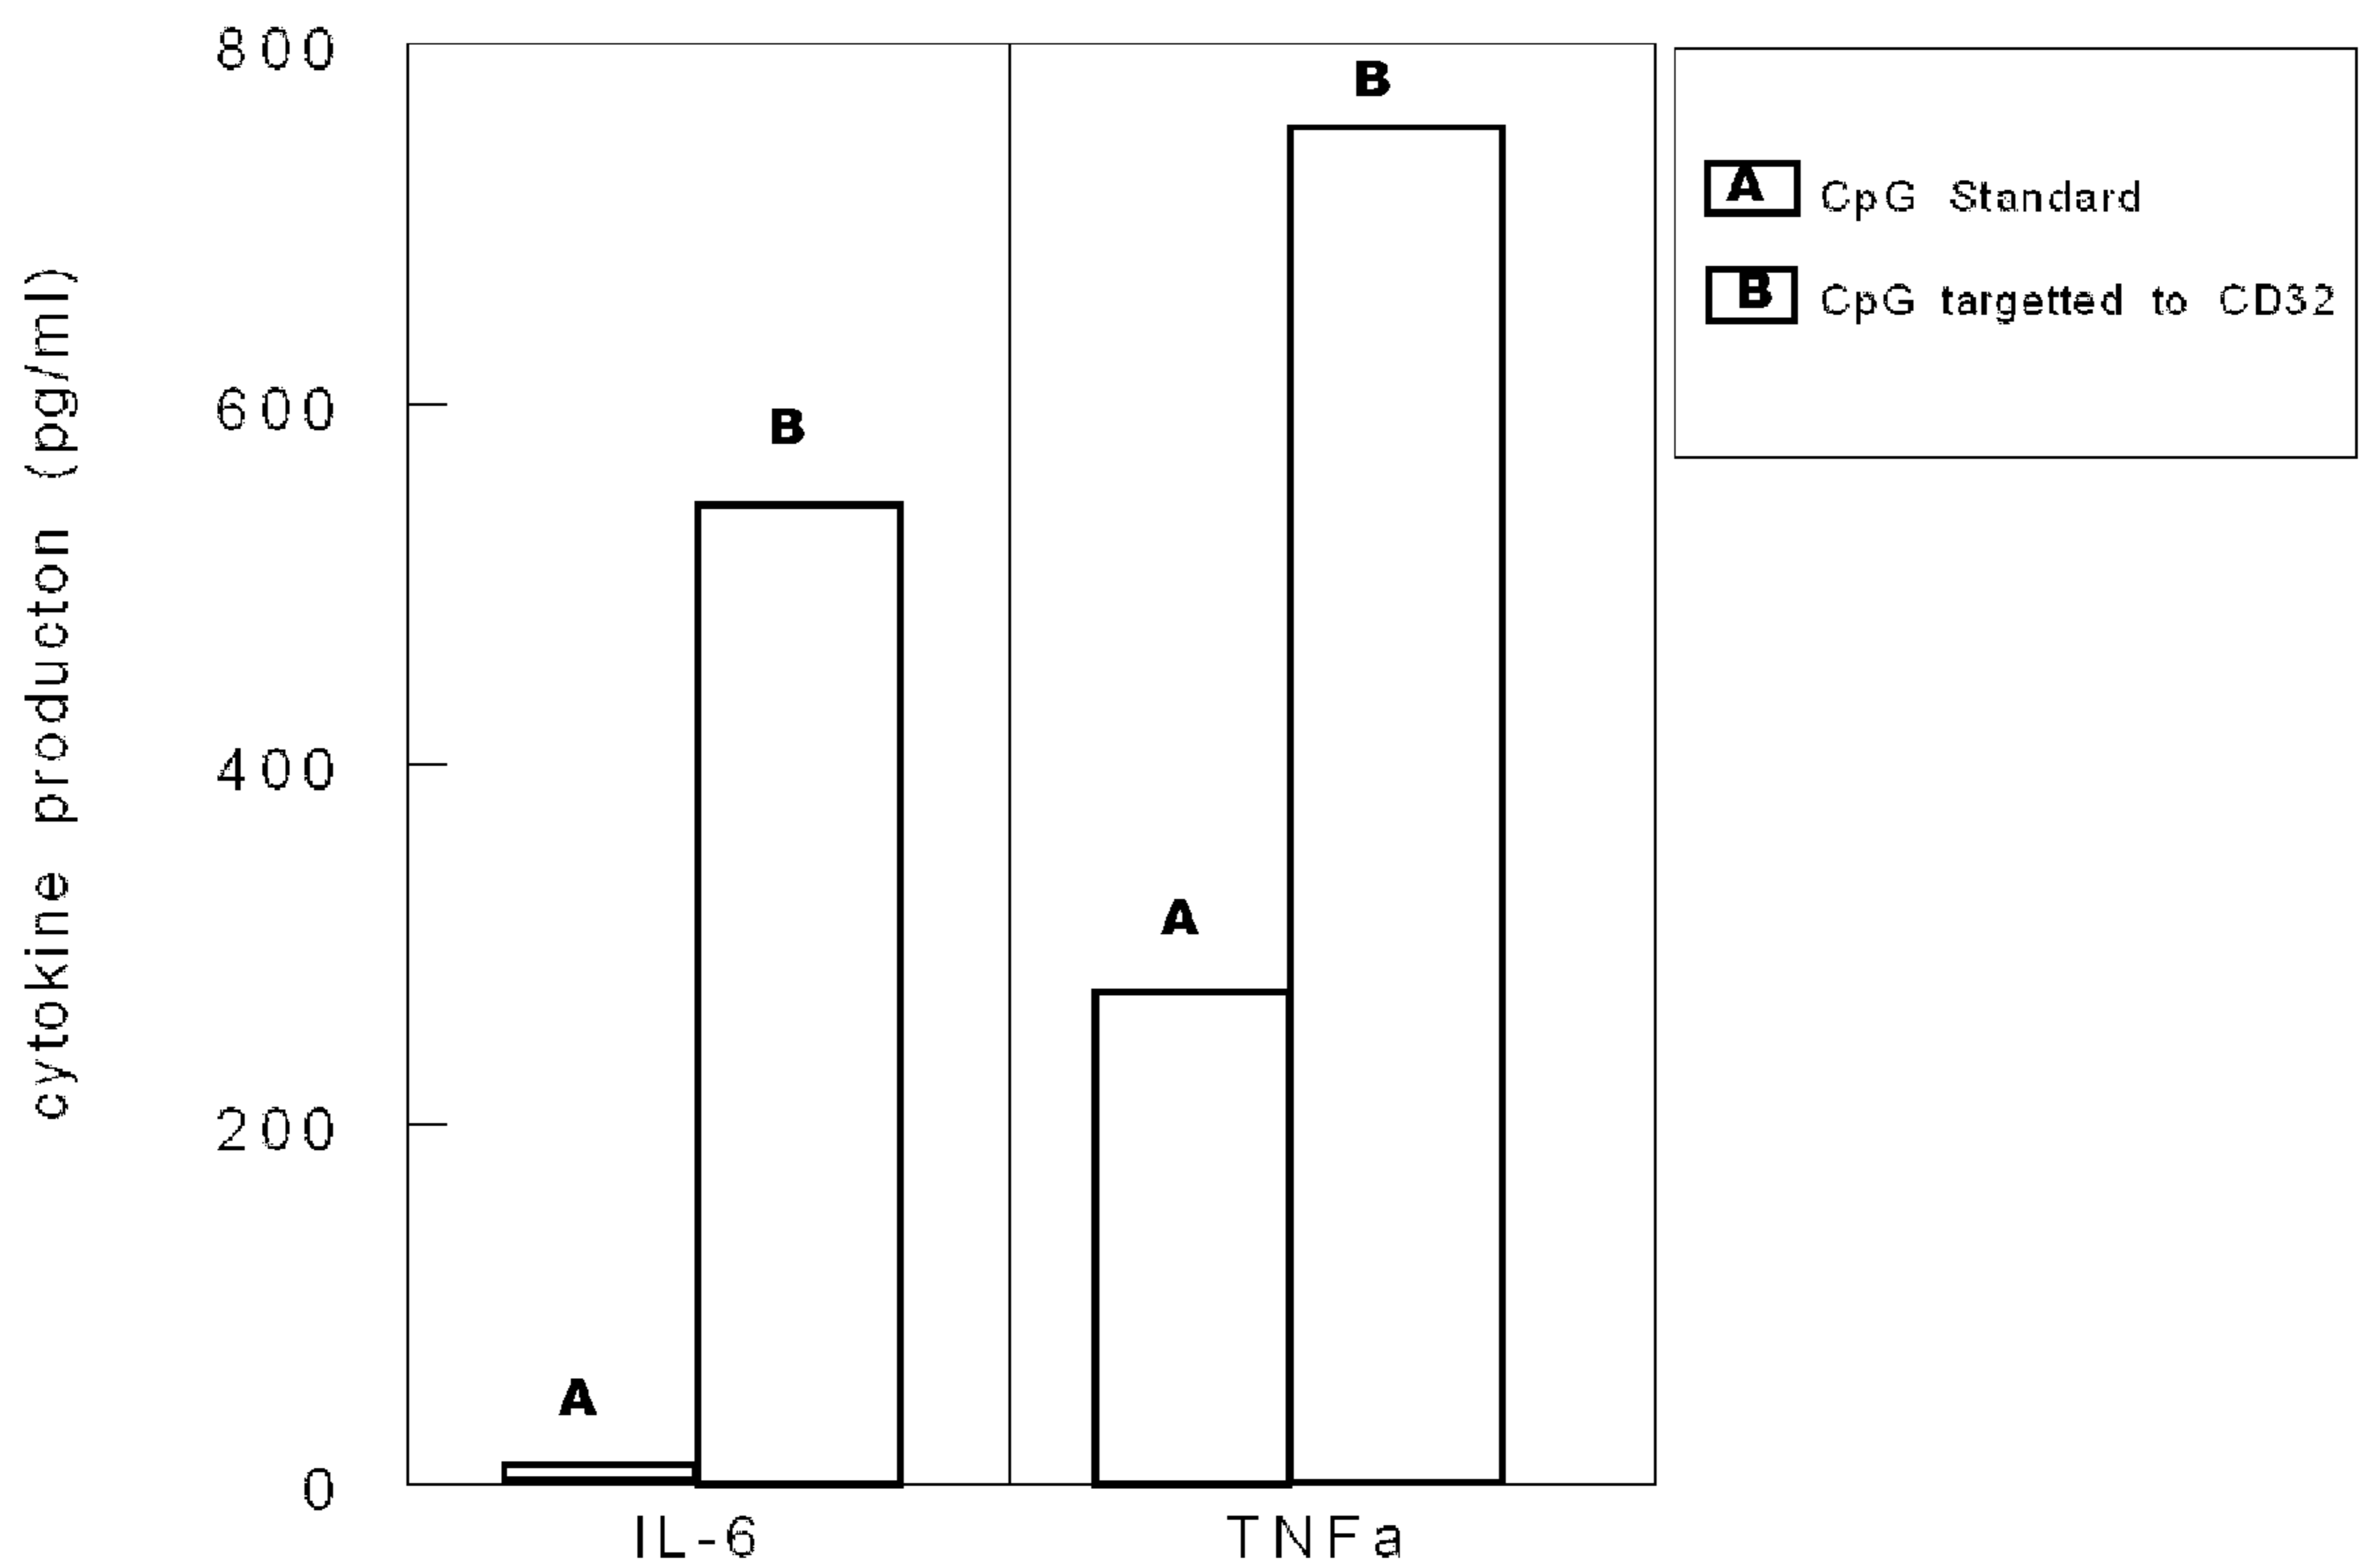 cytokine producton (pg/ml)
800
600
400
200
0
A
B
A
B
IL-6
TNFa
A CpG Standard
B CpG targetted to CD32